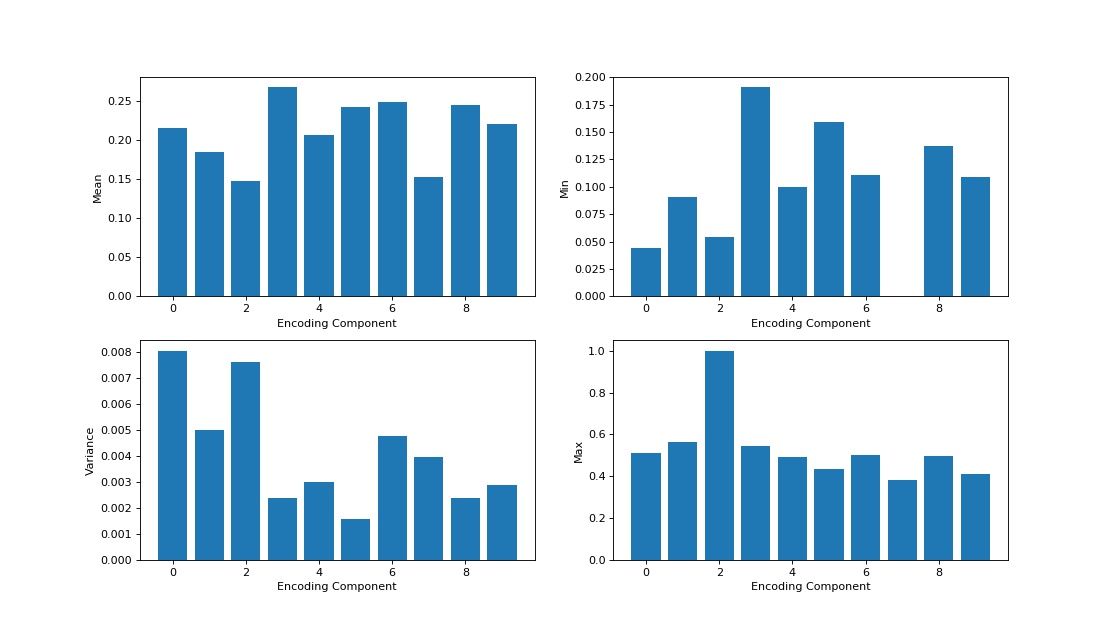 0.25
0.20
0.15
0.10
0.05
0.00
Mean
0 2 4 6 8
Encoding Component
0.200
0.175
0.150
0.125
0.100
0.075
0.050
0.025
0.000
Min
0 2 4 6 8
Encoding Component
0.008
0.007
0.006
0.005
0.004
0.003
0.002
0.001
0.000
Variance
0 2 4 6 8
Encoding Component
1.0
0.8
0.6
0.4
0.2
0.0
Max
0 2 4 6 8
Encoding Component